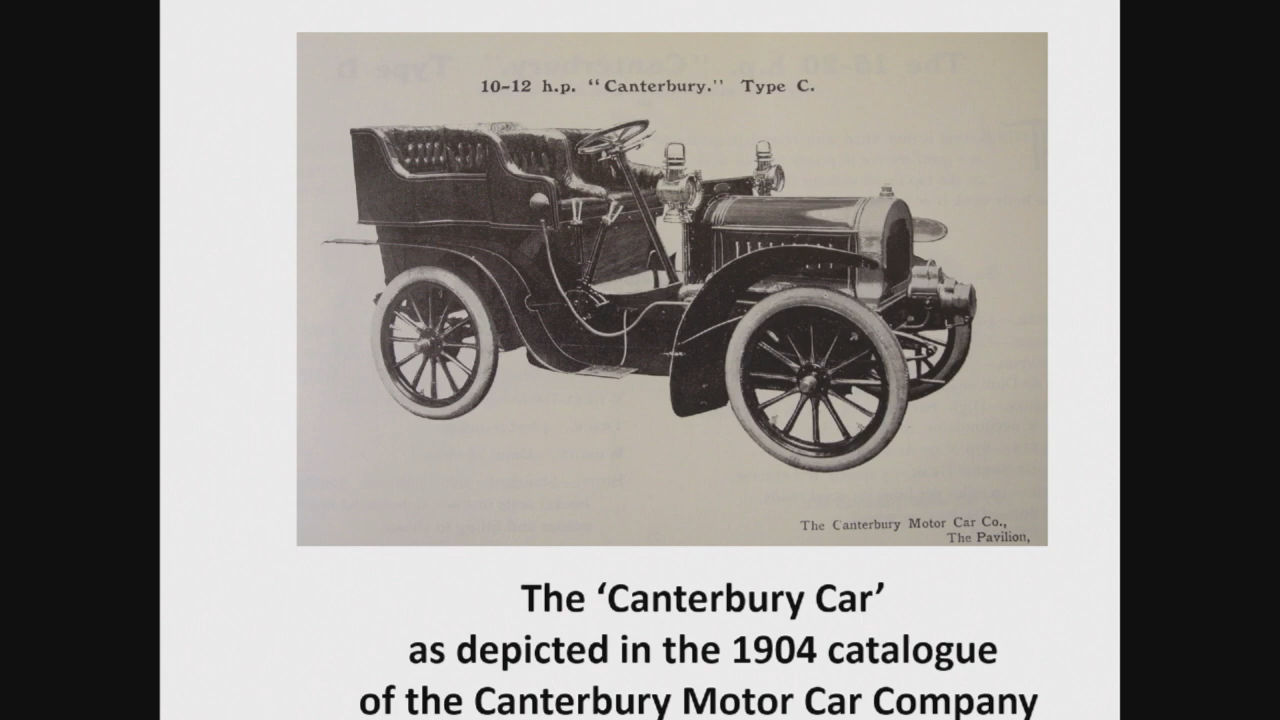 10-12 h.p. "Canterbury." Type C.
The Canterbury Motor Car Co.,
The Pavilion,
The ‘Canterbury Car’
as depicted in the 1904 catalogue
of the Canterbury Motor Car Company